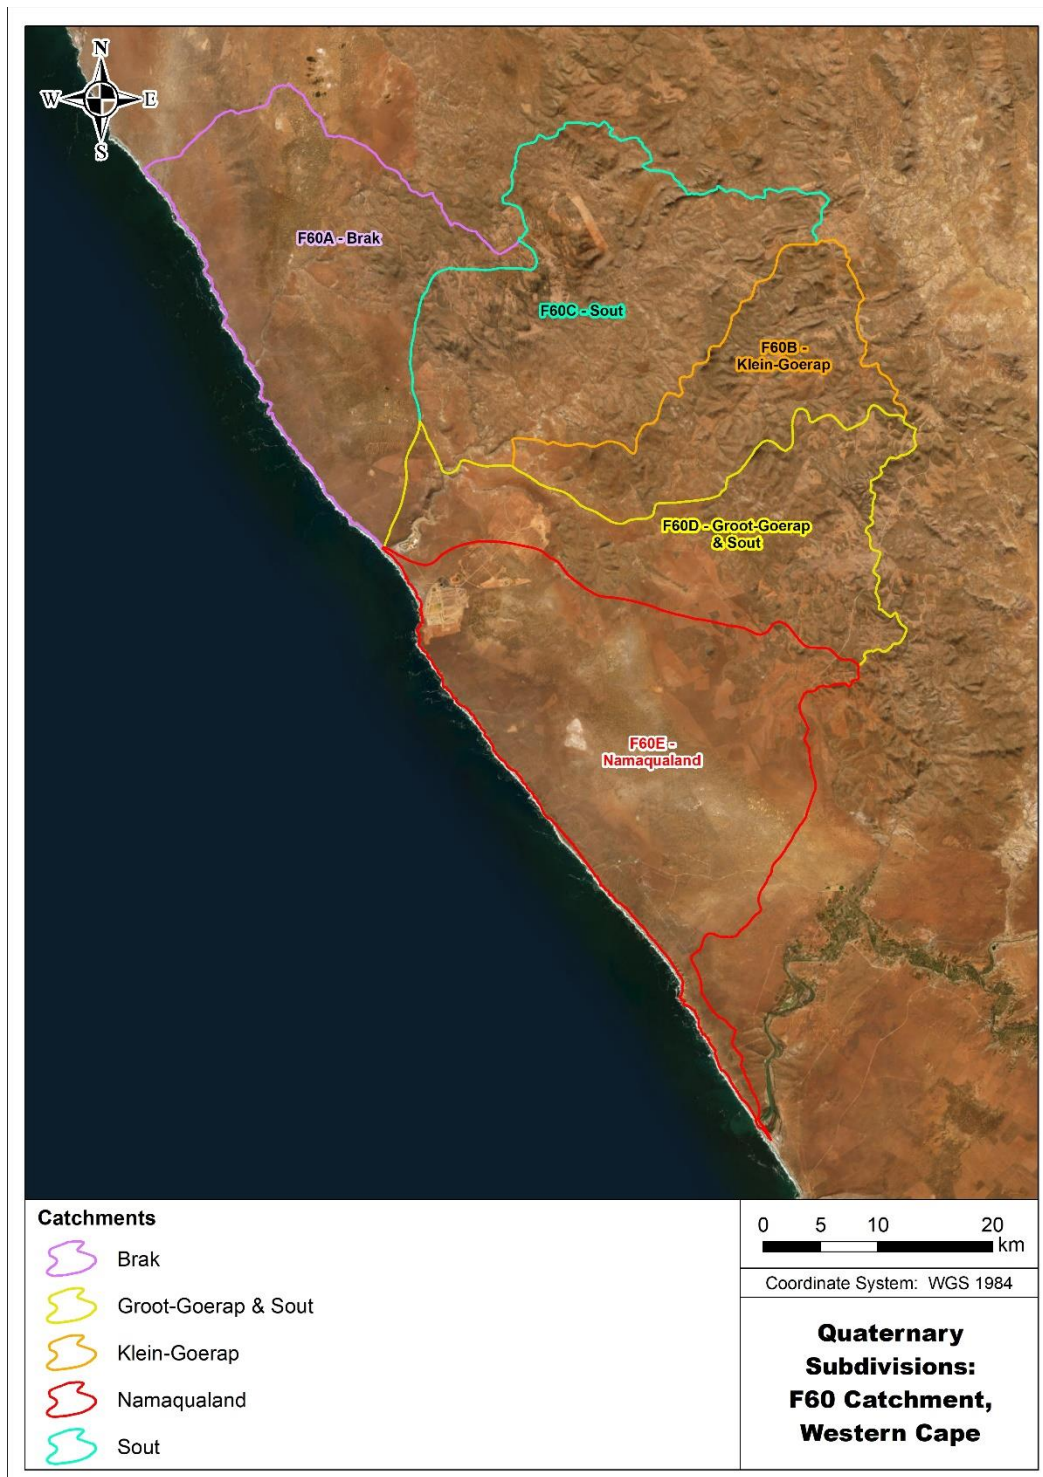 N
W E
S
F60A - Brak
F60C - Sout
F60B -
Klein-Goerap
F60D - Groot-Goerap
& Sout
F60E -
Namaqualand
Catchments
Brak
Groot-Goerap & Sout
Klein-Goerap
Namaqualand
Sout
0 5 10 20
km
Coordinate System: WGS 1984
Quaternary
Subdivisions:
F60 Catchment,
Western Cape